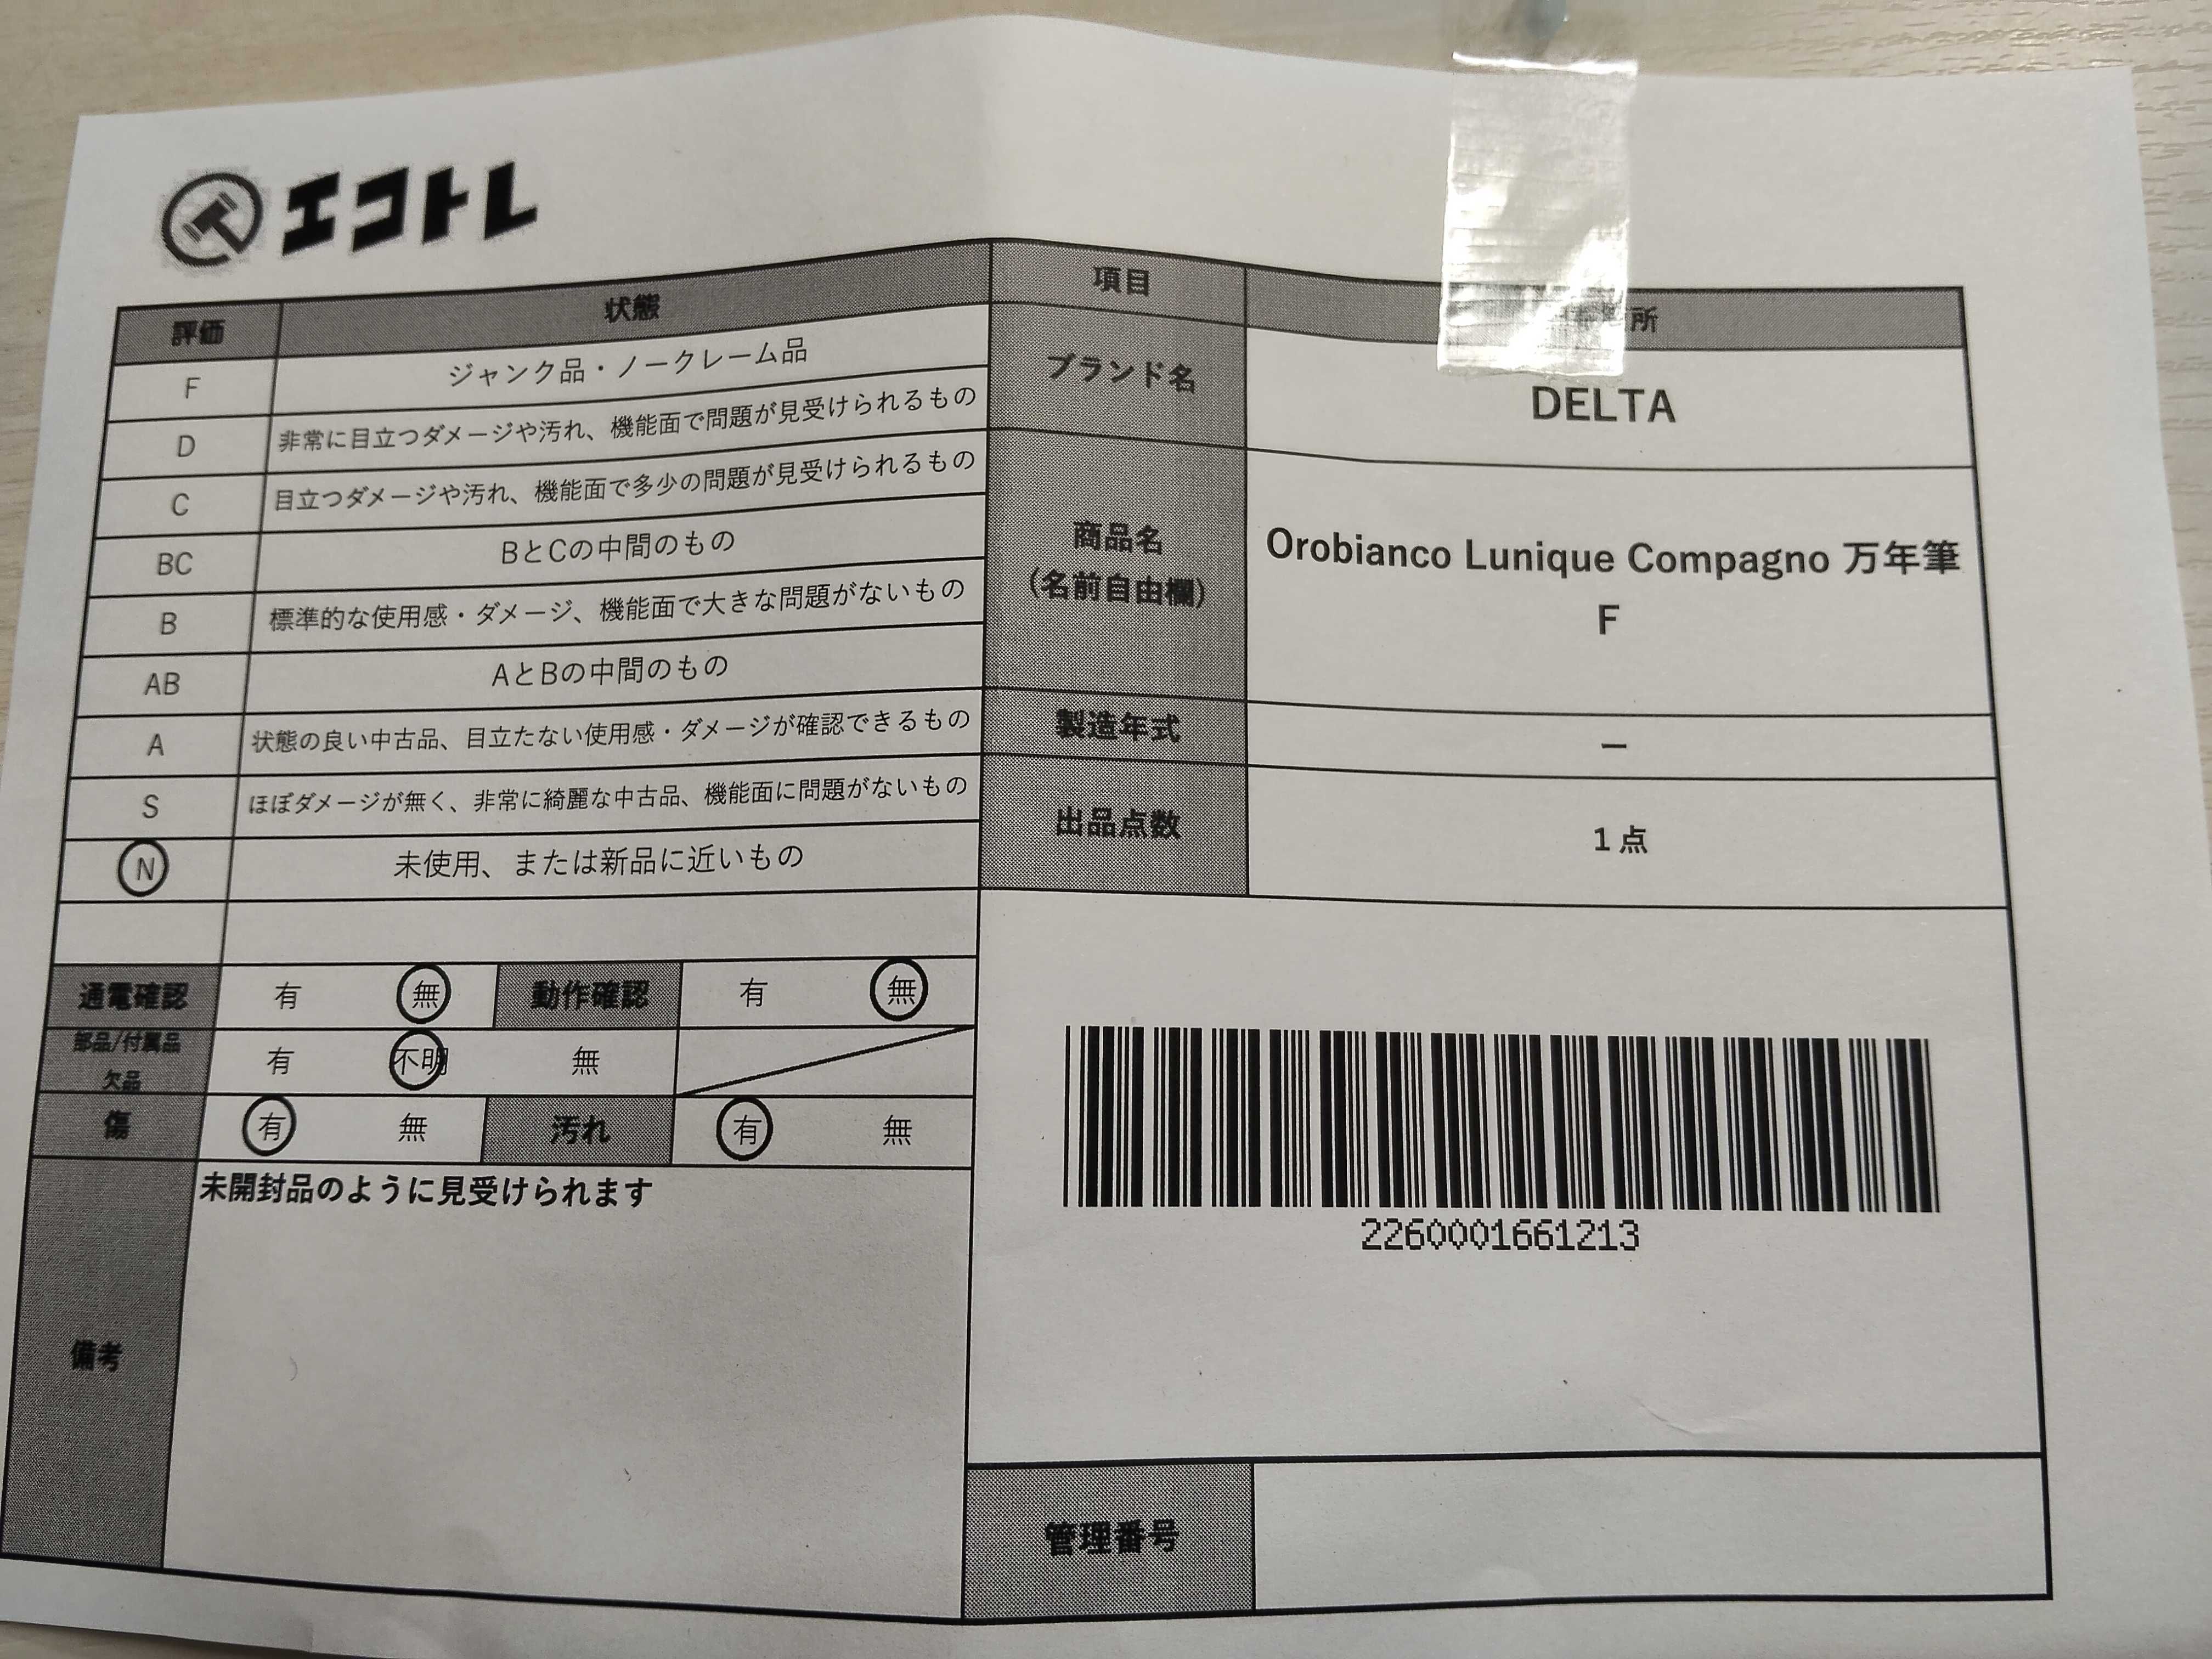 エコトレ
評価 状態
F ジャンク品・ノークレーム品
D 非常に目立つダメージや汚れ、機能面で問題が見受けられるもの
C 目立つダメージや汚れ、機能面で多少の問題が見受けられるもの
BC BとCの中間のもの
B 標準的な使用感・ダメージ、機能面で大きな問題がないもの
AB AとBの中間のもの
A 状態の良い中古品、目立たない使用感・ダメージが確認できるもの
S ほぼダメージが無く、非常に綺麗な中古品、機能面に問題がないもの
N 未使用、または新品に近いもの
通電確認 有 無 動作確認 有 無
部品/付属品
欠品 有 不明 無
傷 有 無 汚れ 有 無
備考 未開封品のように見受けられます
項目 所
ブランド名 DELTA
商品名
(名前自由欄)
Orobianco Lunique Compagno 万年筆
F
製造年式 ー
出品点数 1点
2260001661213
管理番号